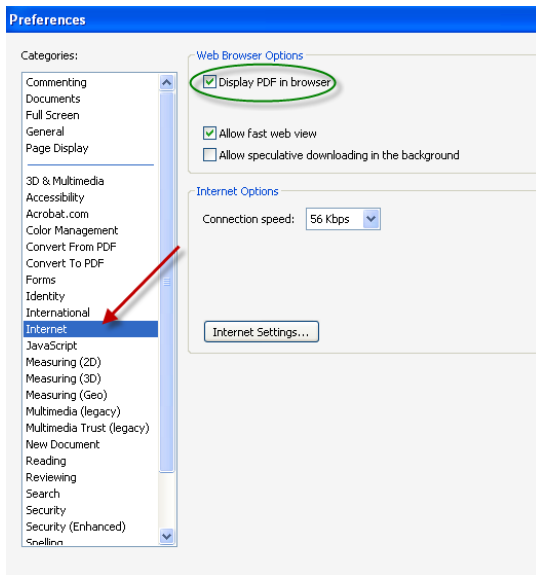 Preferences
Categories:
Commenting
Documents
Full Screen
General
Page Display
3D & Multimedia
Accessibility
Acrobat.com
Color Management
Convert From PDF
Convert To PDF
Forms
Identity
International
Internet
JavaScript
Measuring (2D)
Measuring (3D)
Measuring (Geo)
Multimedia (legacy)
Multimedia Trust (legacy)
New Document
Reading
Reviewing
Search
Security
Security (Enhanced)
Spelling
Web Browser Options
Display PDF in browser
Allow fast web view
Allow speculative downloading in the background
Internet Options
Connection speed: 56 Kbps
Internet Settings...